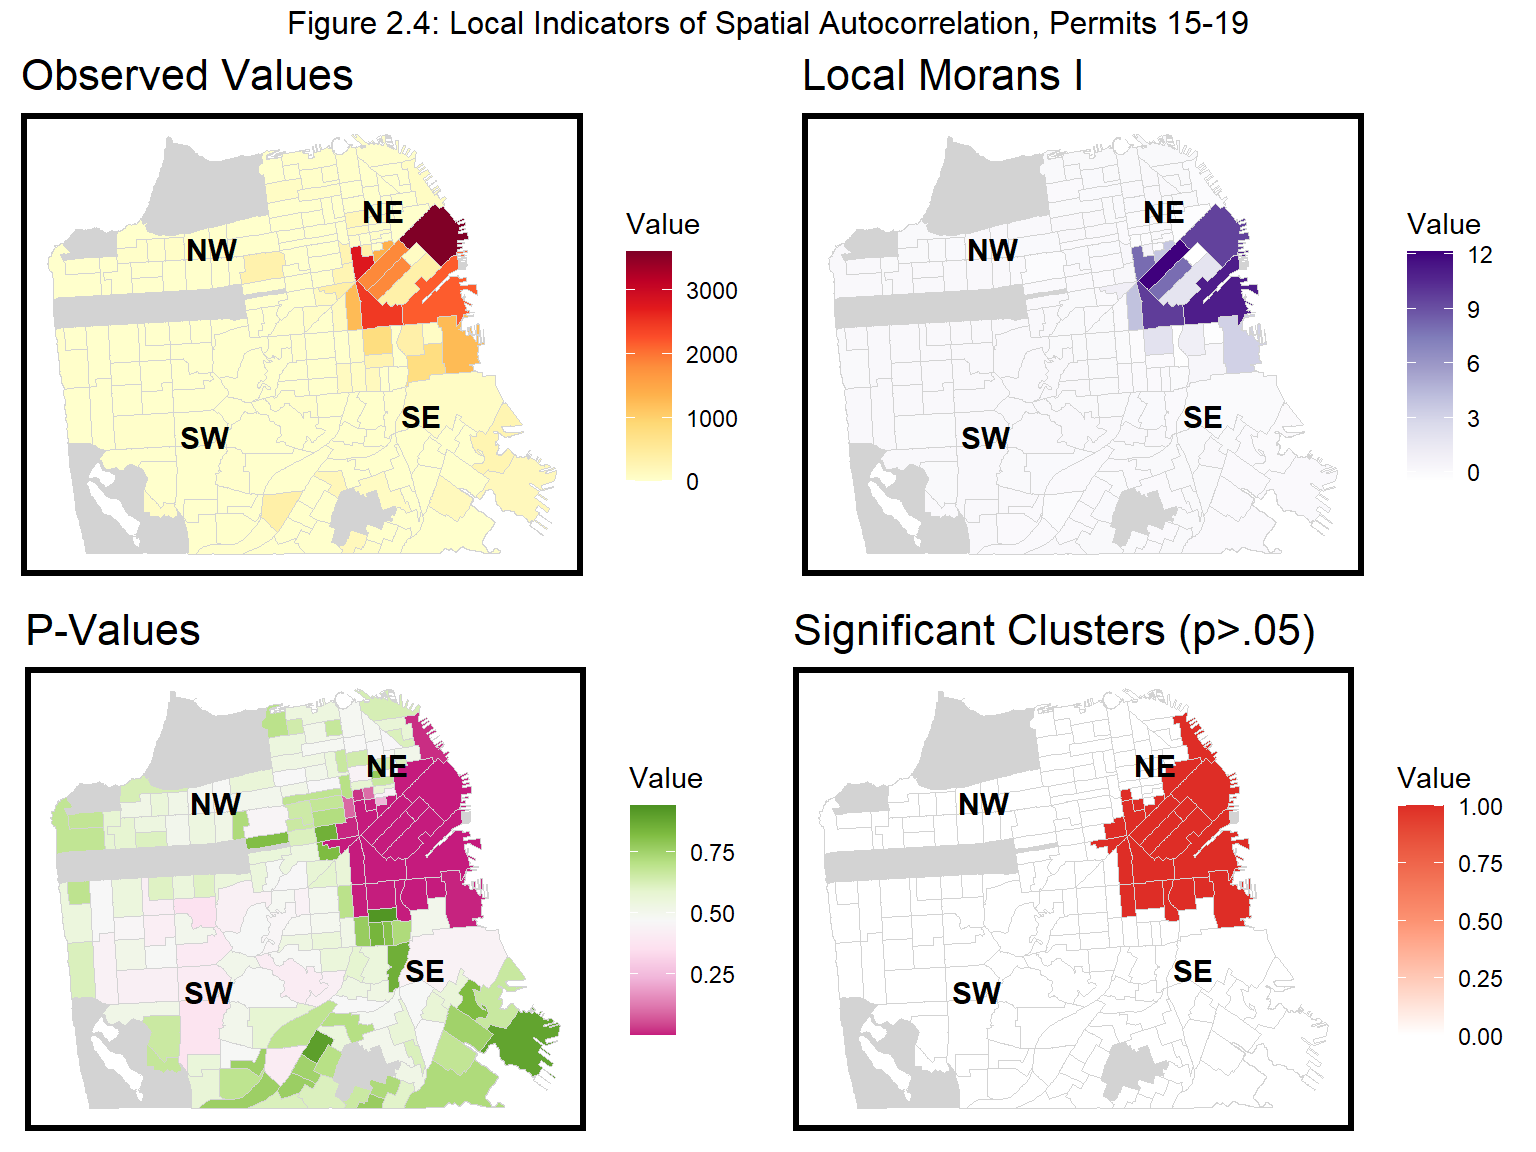 Figure 2.4: Local Indicators of Spatial Autocorrelation, Permits 15-19
Observed Values
NE
NW
SW
SE
Value
3000
2000
1000
0
Local Morans I
NE
NW
SW
SE
Value
12
9
6
3
0
P-Values
NE
NW
SW
SE
Value
0.75
0.50
0.25
Significant Clusters (p>.05)
NE
NW
SW
SE
Value
1.00
0.75
0.50
0.25
0.00